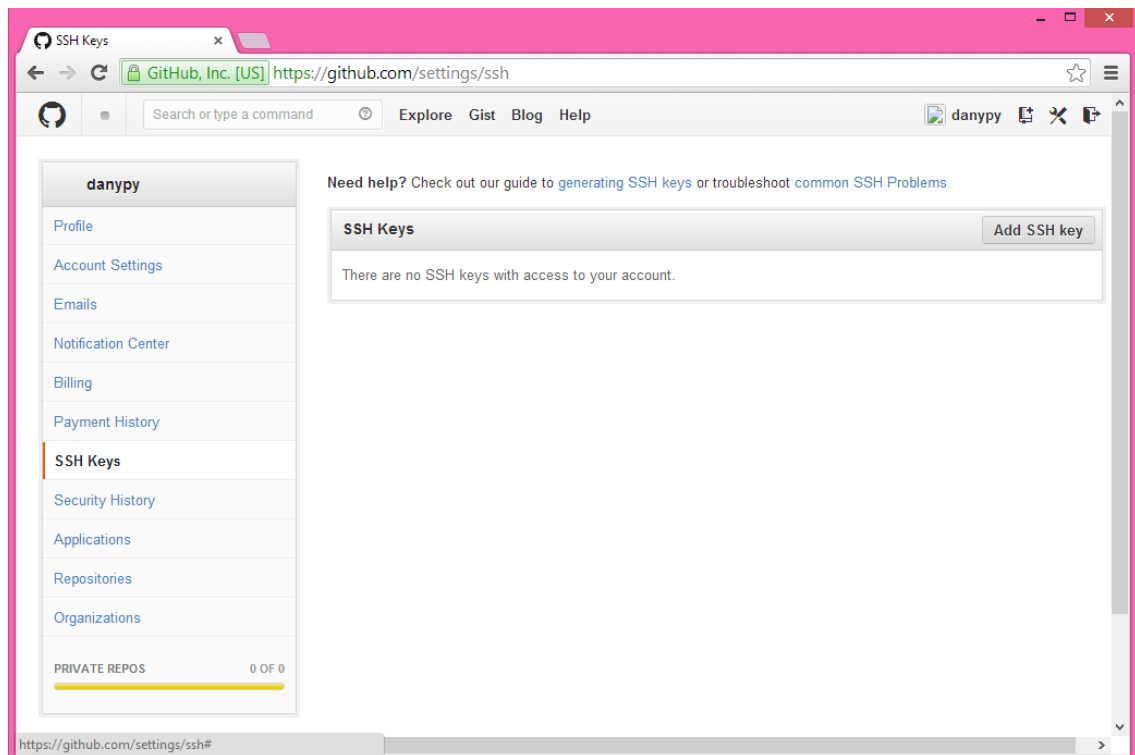 SSH Keys
GitHub, Inc. [US] https://github.com/settings/ssh
Search or type a command Explore Gist Blog Help danypy
danypy
Profile
Account Settings
Emails
Notification Center
Billing
Payment History
SSH Keys
Security History
Applications
Repositories
Organizations
PRIVATE REPOS 0 OF 0
Need help? Check out our guide to generating SSH keys or troubleshoot common SSH Problems
SSH Keys Add SSH key
There are no SSH keys with access to your account.
https://github.com/settings/ssh#